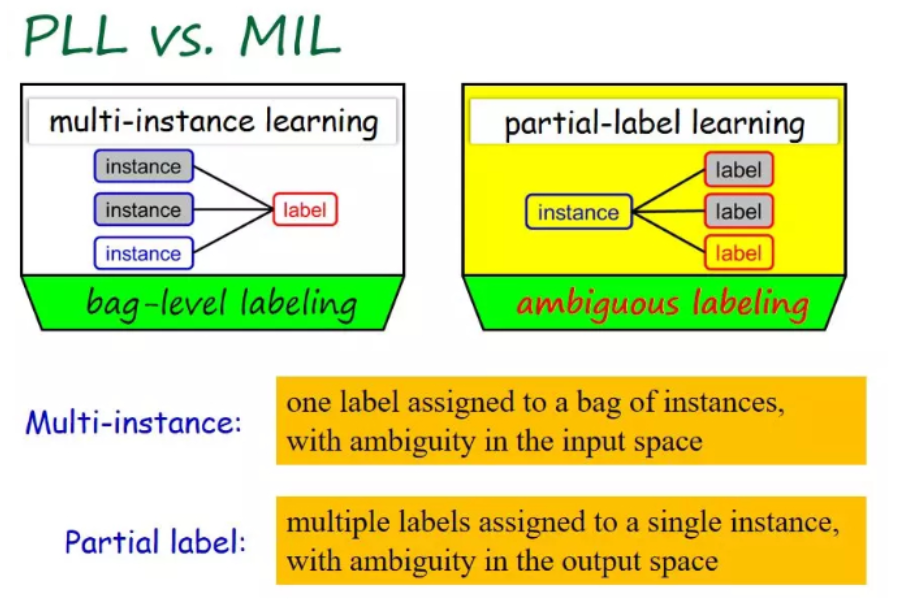 PLL vs. MIL
multi-instance learning
instance
instance
instance
label
bag-level labeling
partial-label learning
instance
label
label
label
ambiguous labeling
Multi-instance:
one label assigned to a bag of instances,
with ambiguity in the input space
Partial label:
multiple labels assigned to a single instance,
with ambiguity in the output space